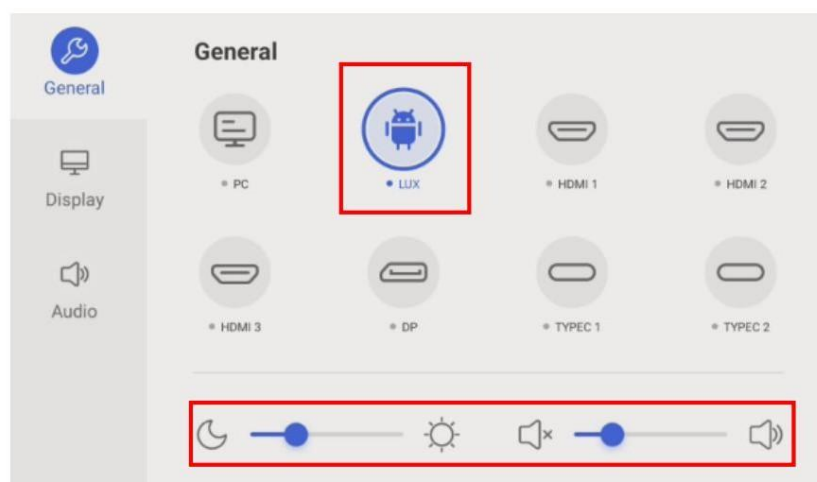 General
General
PC
LUX
HDMI 1
HDMI 2
Display
Audio
HDMI 3
DP
TYPEC 1
TYPEC 2